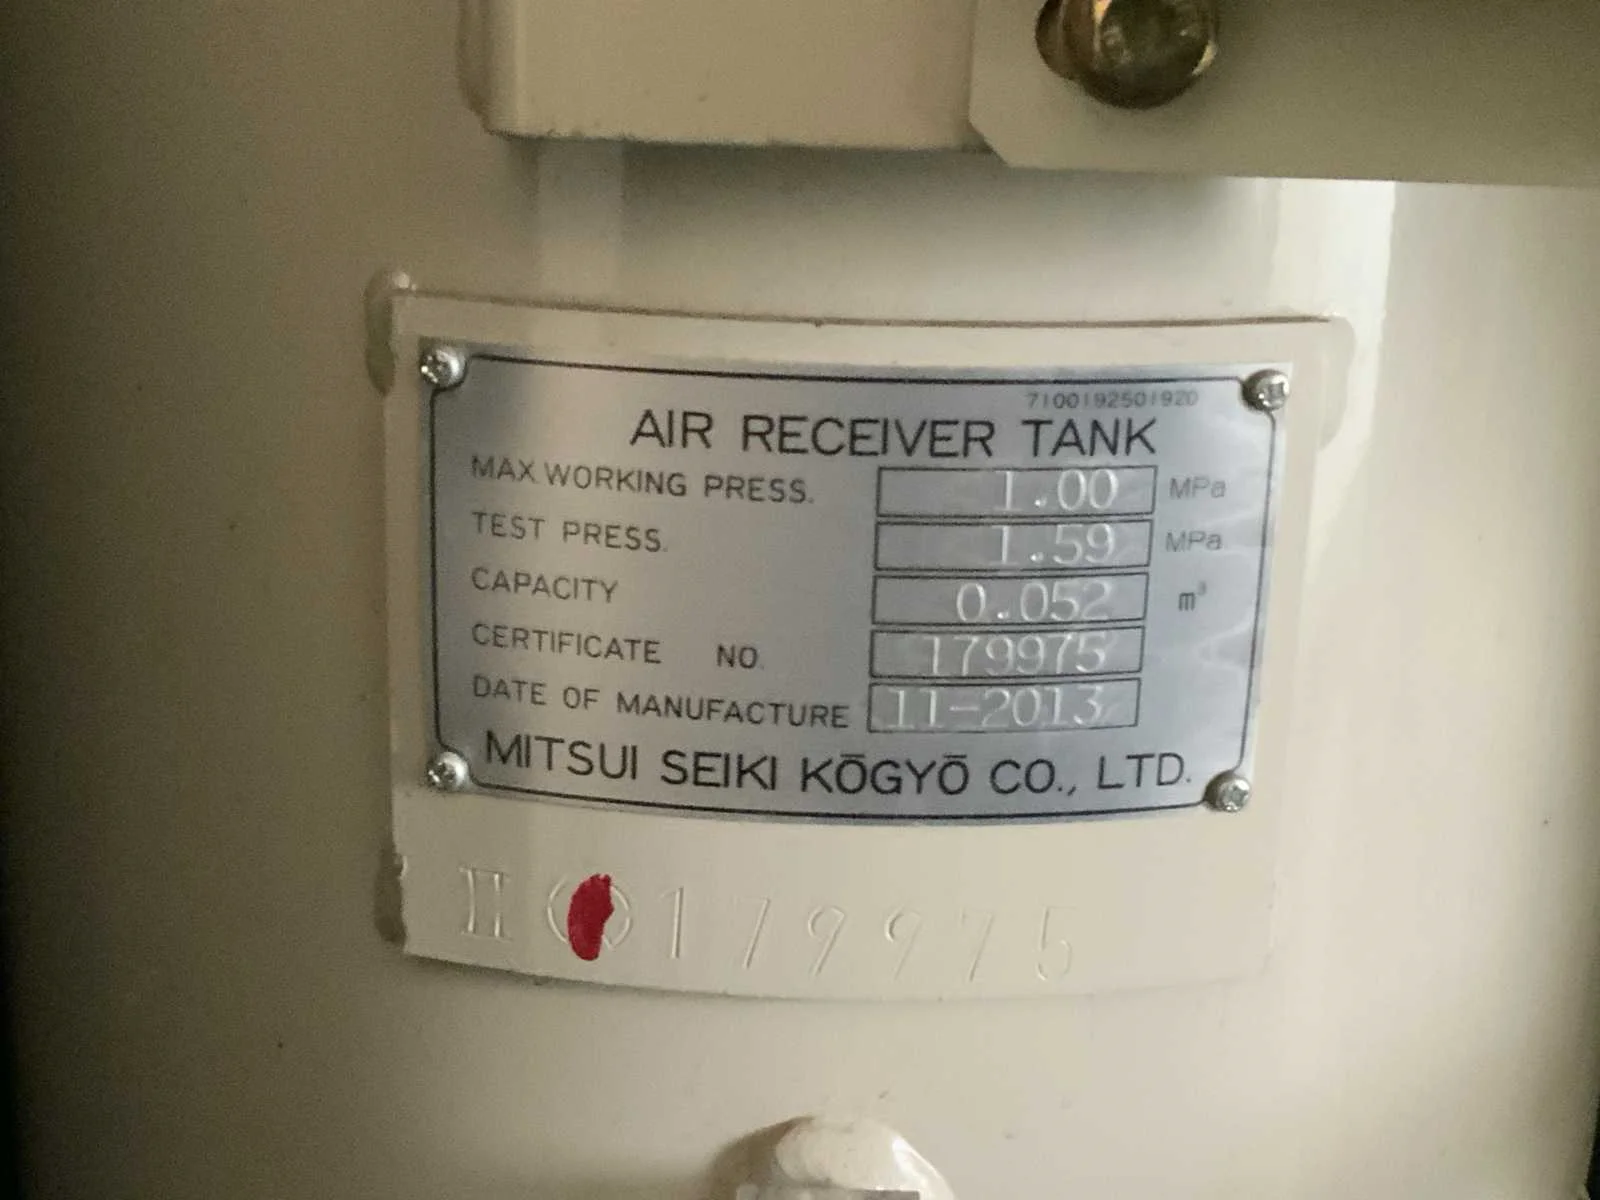 7100192501920
AIR RECEIVER TANK
MAX.WORKING PRESS. 1.00 MPa
TEST PRESS. 1.59 MPa
CAPACITY 0.052 m³
CERTIFICATE NO. 179975
DATE OF MANUFACTURE 11-2013
MITSUI SEIKI KŌGYŌ CO., LTD.
II 179975